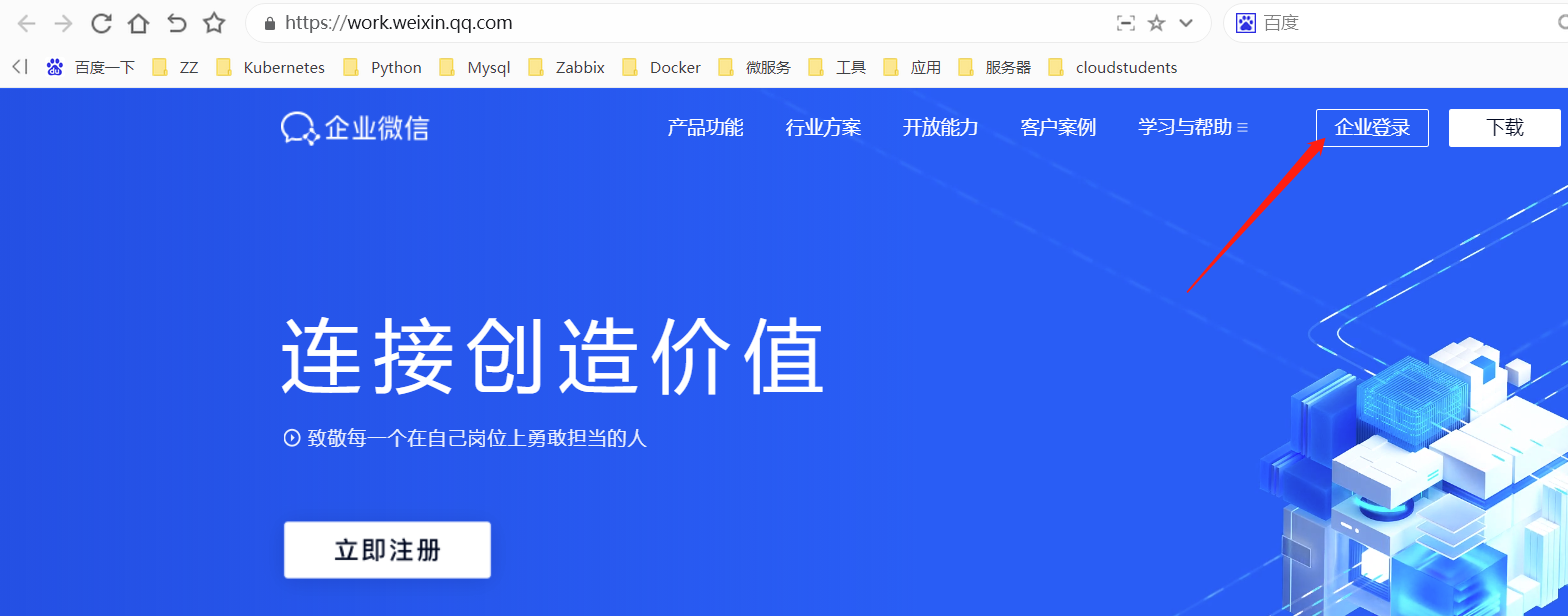 https://work.weixin.qq.com 百度
百度一下 ZZ Kubernetes Python Mysql Zabbix Docker 微服务 工具 应用 服务器 cloudstudents
企业微信 产品功能 行业方案 开放能力 客户案例 学习与帮助 企业登录 下载
连接创造价值
致敬每一个在自己岗位上勇敢担当的人
立即注册